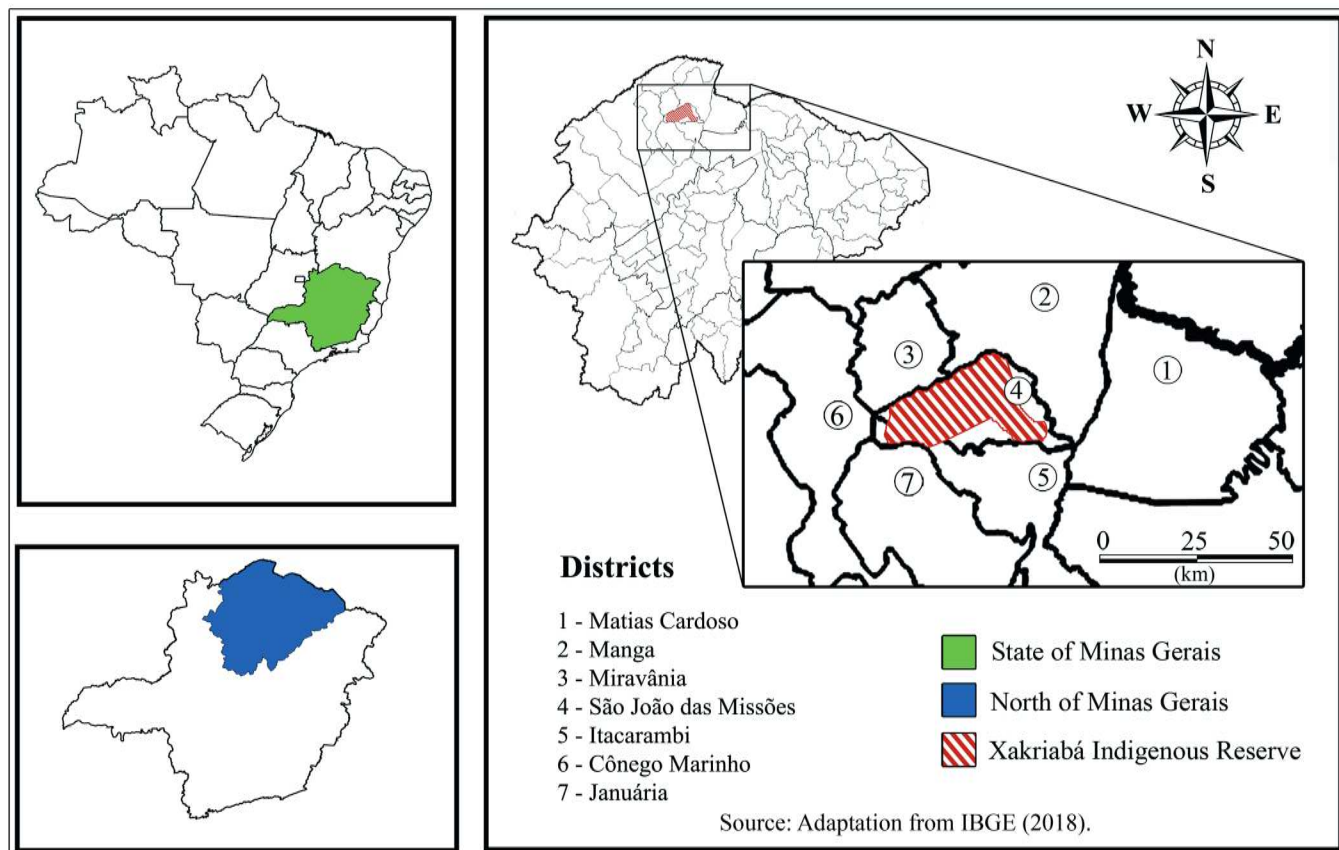 N
W
E
S
2
1
3
4
6
5
7
0 25 50
(km)
Districts
1 - Matias Cardoso
2 - Manga
3 - Miravânia
4 - São João das Missões
5 - Itacarambi
6 - Cônego Marinho
7 - Januária
State of Minas Gerais
North of Minas Gerais
Xakriabá Indigenous Reserve
Source: Adaptation from IBGE (2018).